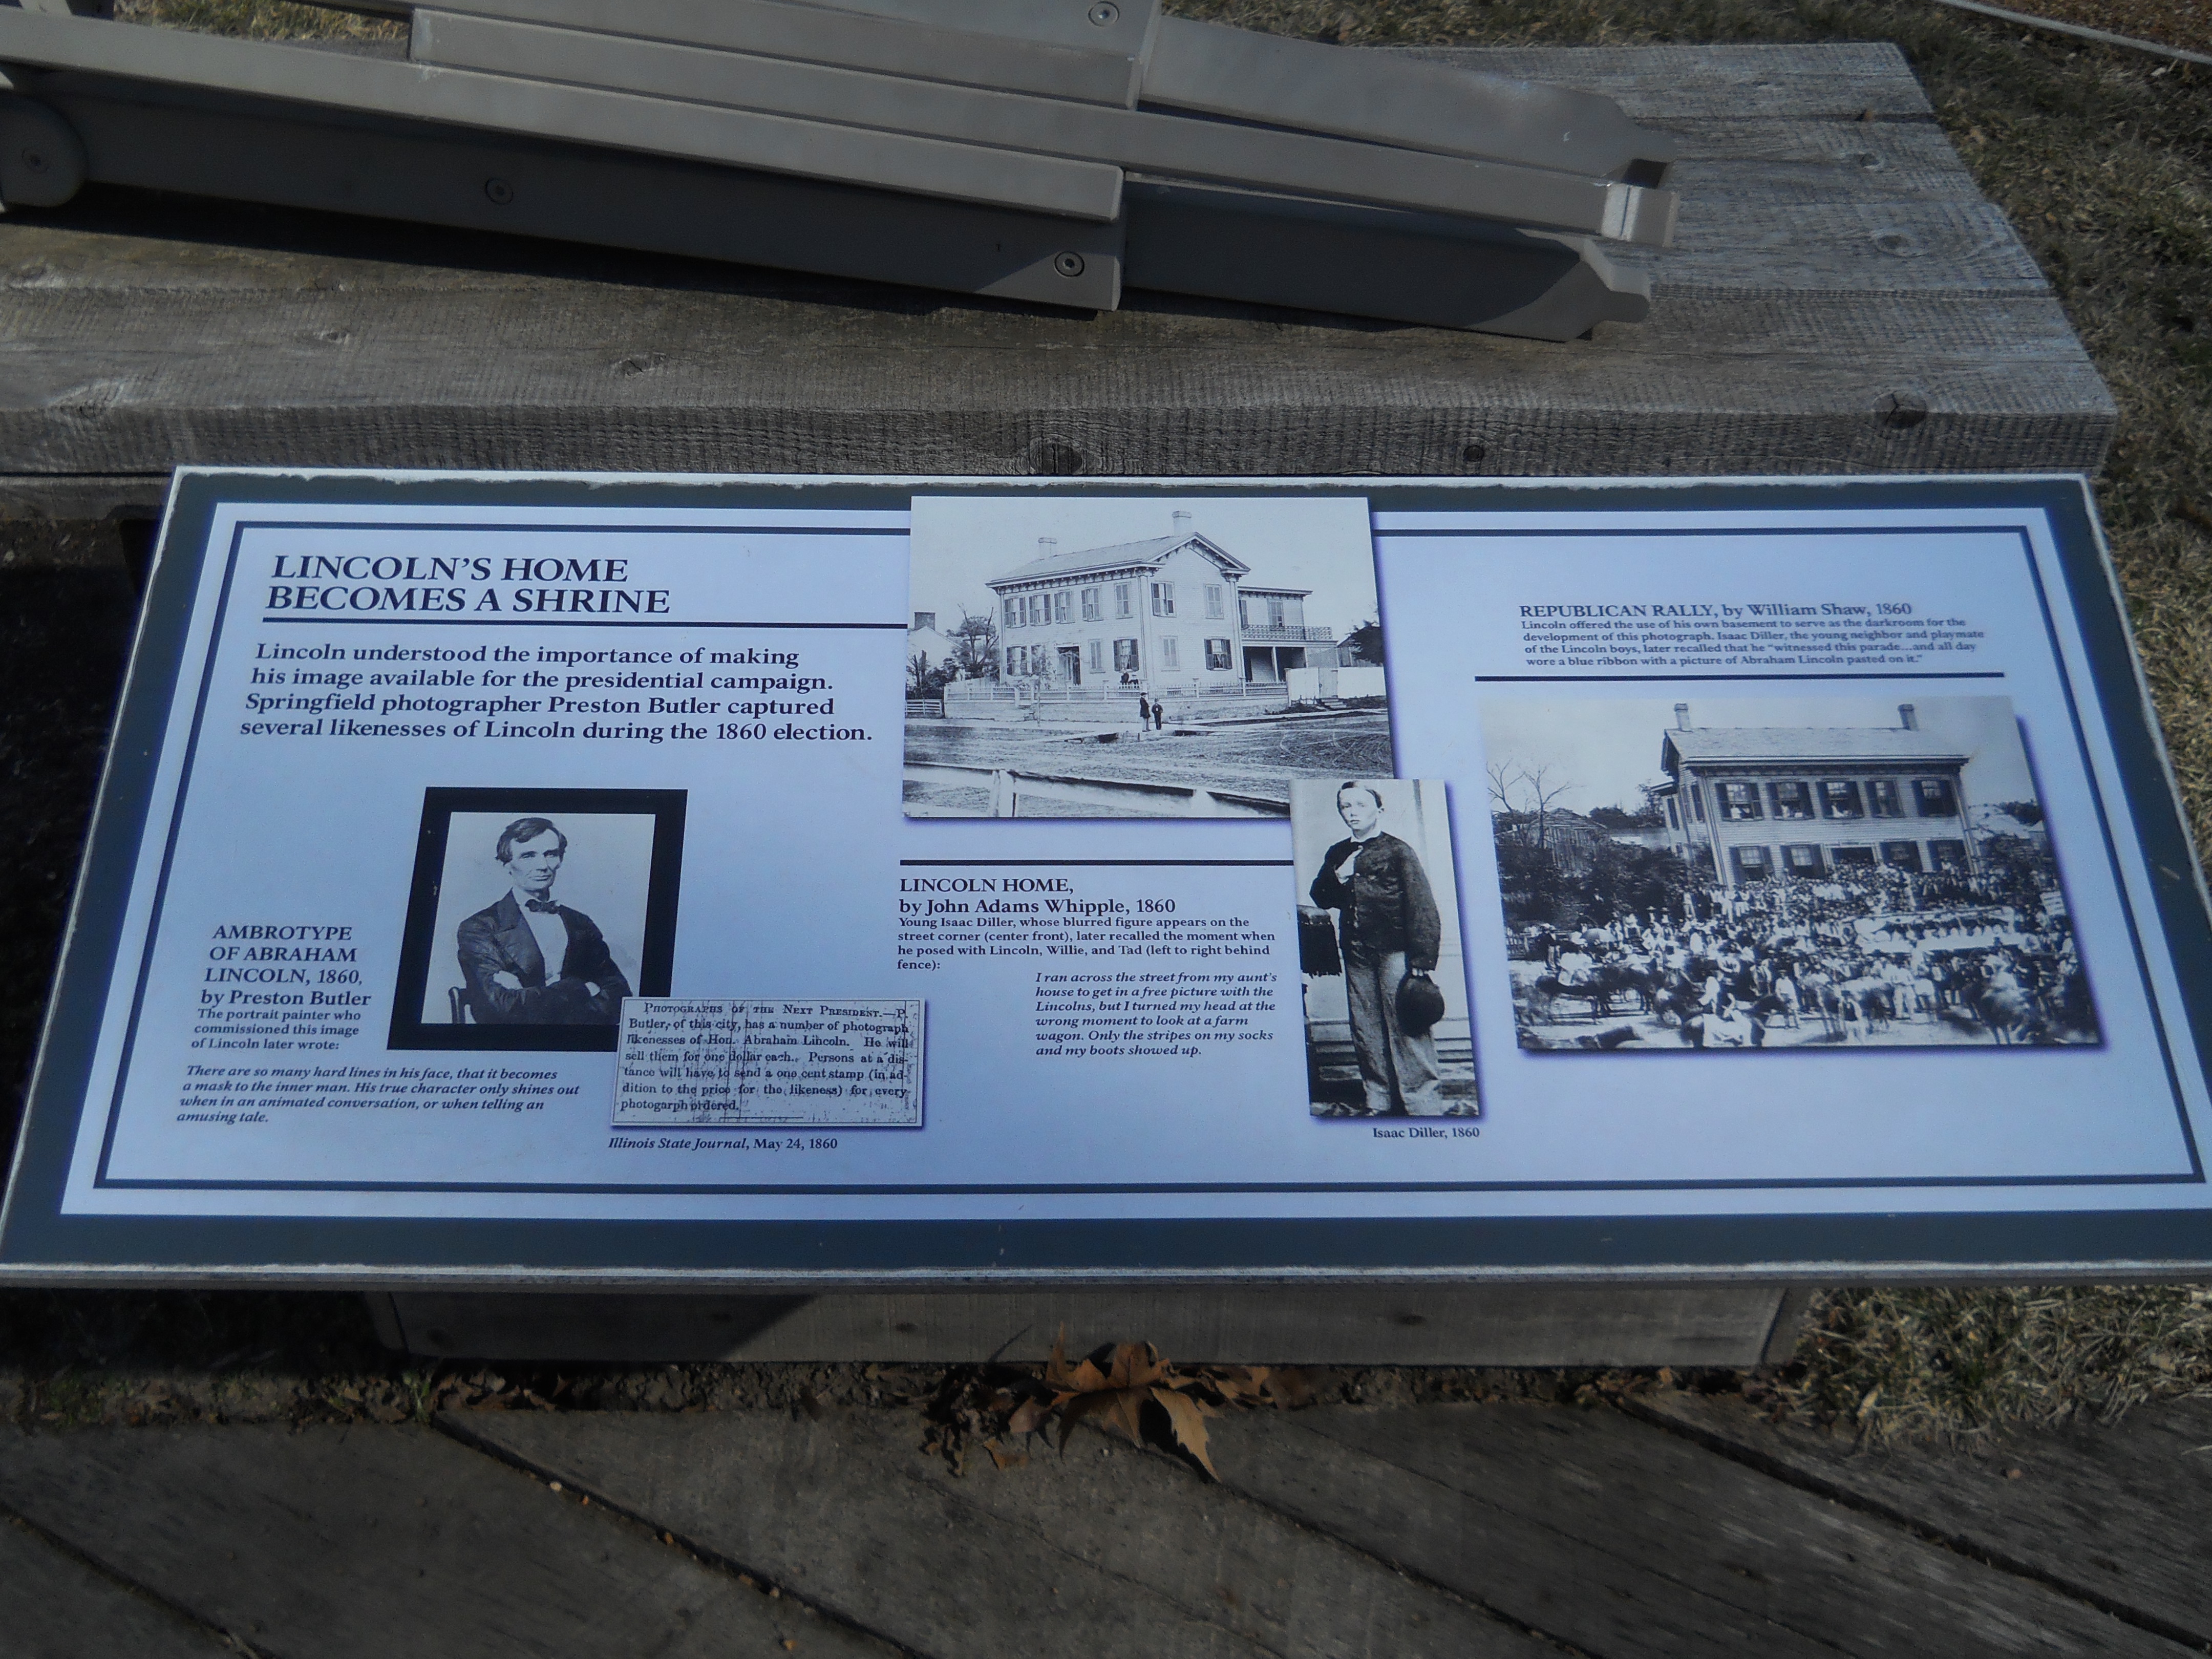 LINCOLN'S HOME
BECOMES A SHRINE
Lincoln understood the importance of making
his image available for the presidential campaign.
Springfield photographer Preston Butler captured
several likenesses of Lincoln during the 1860 election.
AMBROTYPE
OF ABRAHAM
LINCOLN, 1860,
by Preston Butler
The portrait painter who
commissioned this image
of Lincoln later wrote:
There are so many hard lines in his face, that it becomes
a mask to the inner man. His true character only shines out
when in an animated conversation, or when telling an
amusing tale.
PHOTOGRAPHS OF THE NEXT PRESIDENT.—P.
Butler, of this city, has a number of photograph
likenesses of Hon. Abraham Lincoln. He will
sell them for one dollar each. Persons at a dis-
tance will have to send a one cent stamp (in ad-
dition to the price for the likeness) for every
photogarph ordered.
Illinois State Journal, May 24, 1860
LINCOLN HOME,
by John Adams Whipple, 1860
Young Isaac Diller, whose blurred figure appears on the
street corner (center front), later recalled the moment when
he posed with Lincoln, Willie, and Tad (left to right behind
fence):
I ran across the street from my aunt's
house to get in a free picture with the
Lincolns, but I turned my head at the
wrong moment to look at a farm
wagon. Only the stripes on my socks
and my boots showed up.
Isaac Diller, 1860
REPUBLICAN RALLY, by William Shaw, 1860
Lincoln offered the use of his own basement to serve as the darkroom for the
development of this photograph. Isaac Diller, the young neighbor and playmate
of the Lincoln boys, later recalled that he "witnessed this parade...and all day
wore a blue ribbon with a picture of Abraham Lincoln pasted on it."